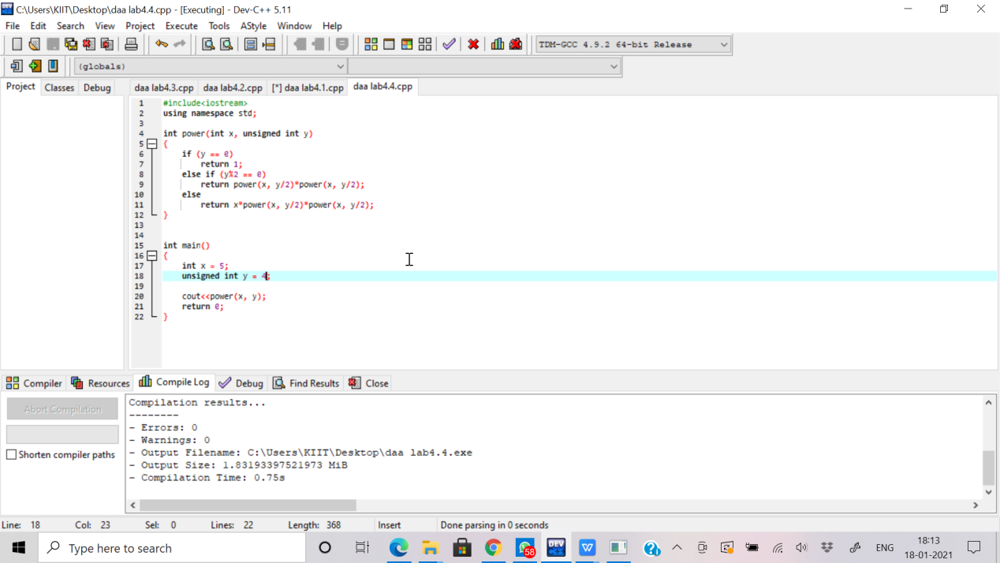 C:\Users\KIIT\Desktop\daa lab4.4.cpp - [Executing] - Dev-C++ 5.11
File Edit Search View Project Execute Tools AStyle Window Help
TDM-GCC 4.9.2 64-bit Release
(globals)
Project Classes Debug daa lab4.3.cpp daa lab4.2.cpp [*] daa lab4.1.cpp daa lab4.4.cpp
1 #include<iostream>
2 using namespace std;
3
4 int power(int x, unsigned int y)
5 {
6 if (y == 0)
7 return 1;
8 else if (y%2 == 0)
9 return power(x, y/2)*power(x, y/2);
10 else
11 return x*power(x, y/2)*power(x, y/2);
12 }
13
14
15 int main()
16 {
17 int x = 5;
18 unsigned int y = 4;
19
20 cout<<power(x, y);
21 return 0;
22 }
Compiler Resources Compile Log Debug Find Results Close
Abort Compilation
Shorten compiler paths
Compilation results...
--------
- Errors: 0
- Warnings: 0
- Output Filename: C:\Users\KIIT\Desktop\daa lab4.4.exe
- Output Size: 1.83193397521973 MiB
- Compilation Time: 0.75s
Line: 18 Col: 23 Sel: 0 Lines: 22 Length: 368 Insert Done parsing in 0 seconds
Type here to search
58
DEV
W
ENG
18:13
18-01-2021